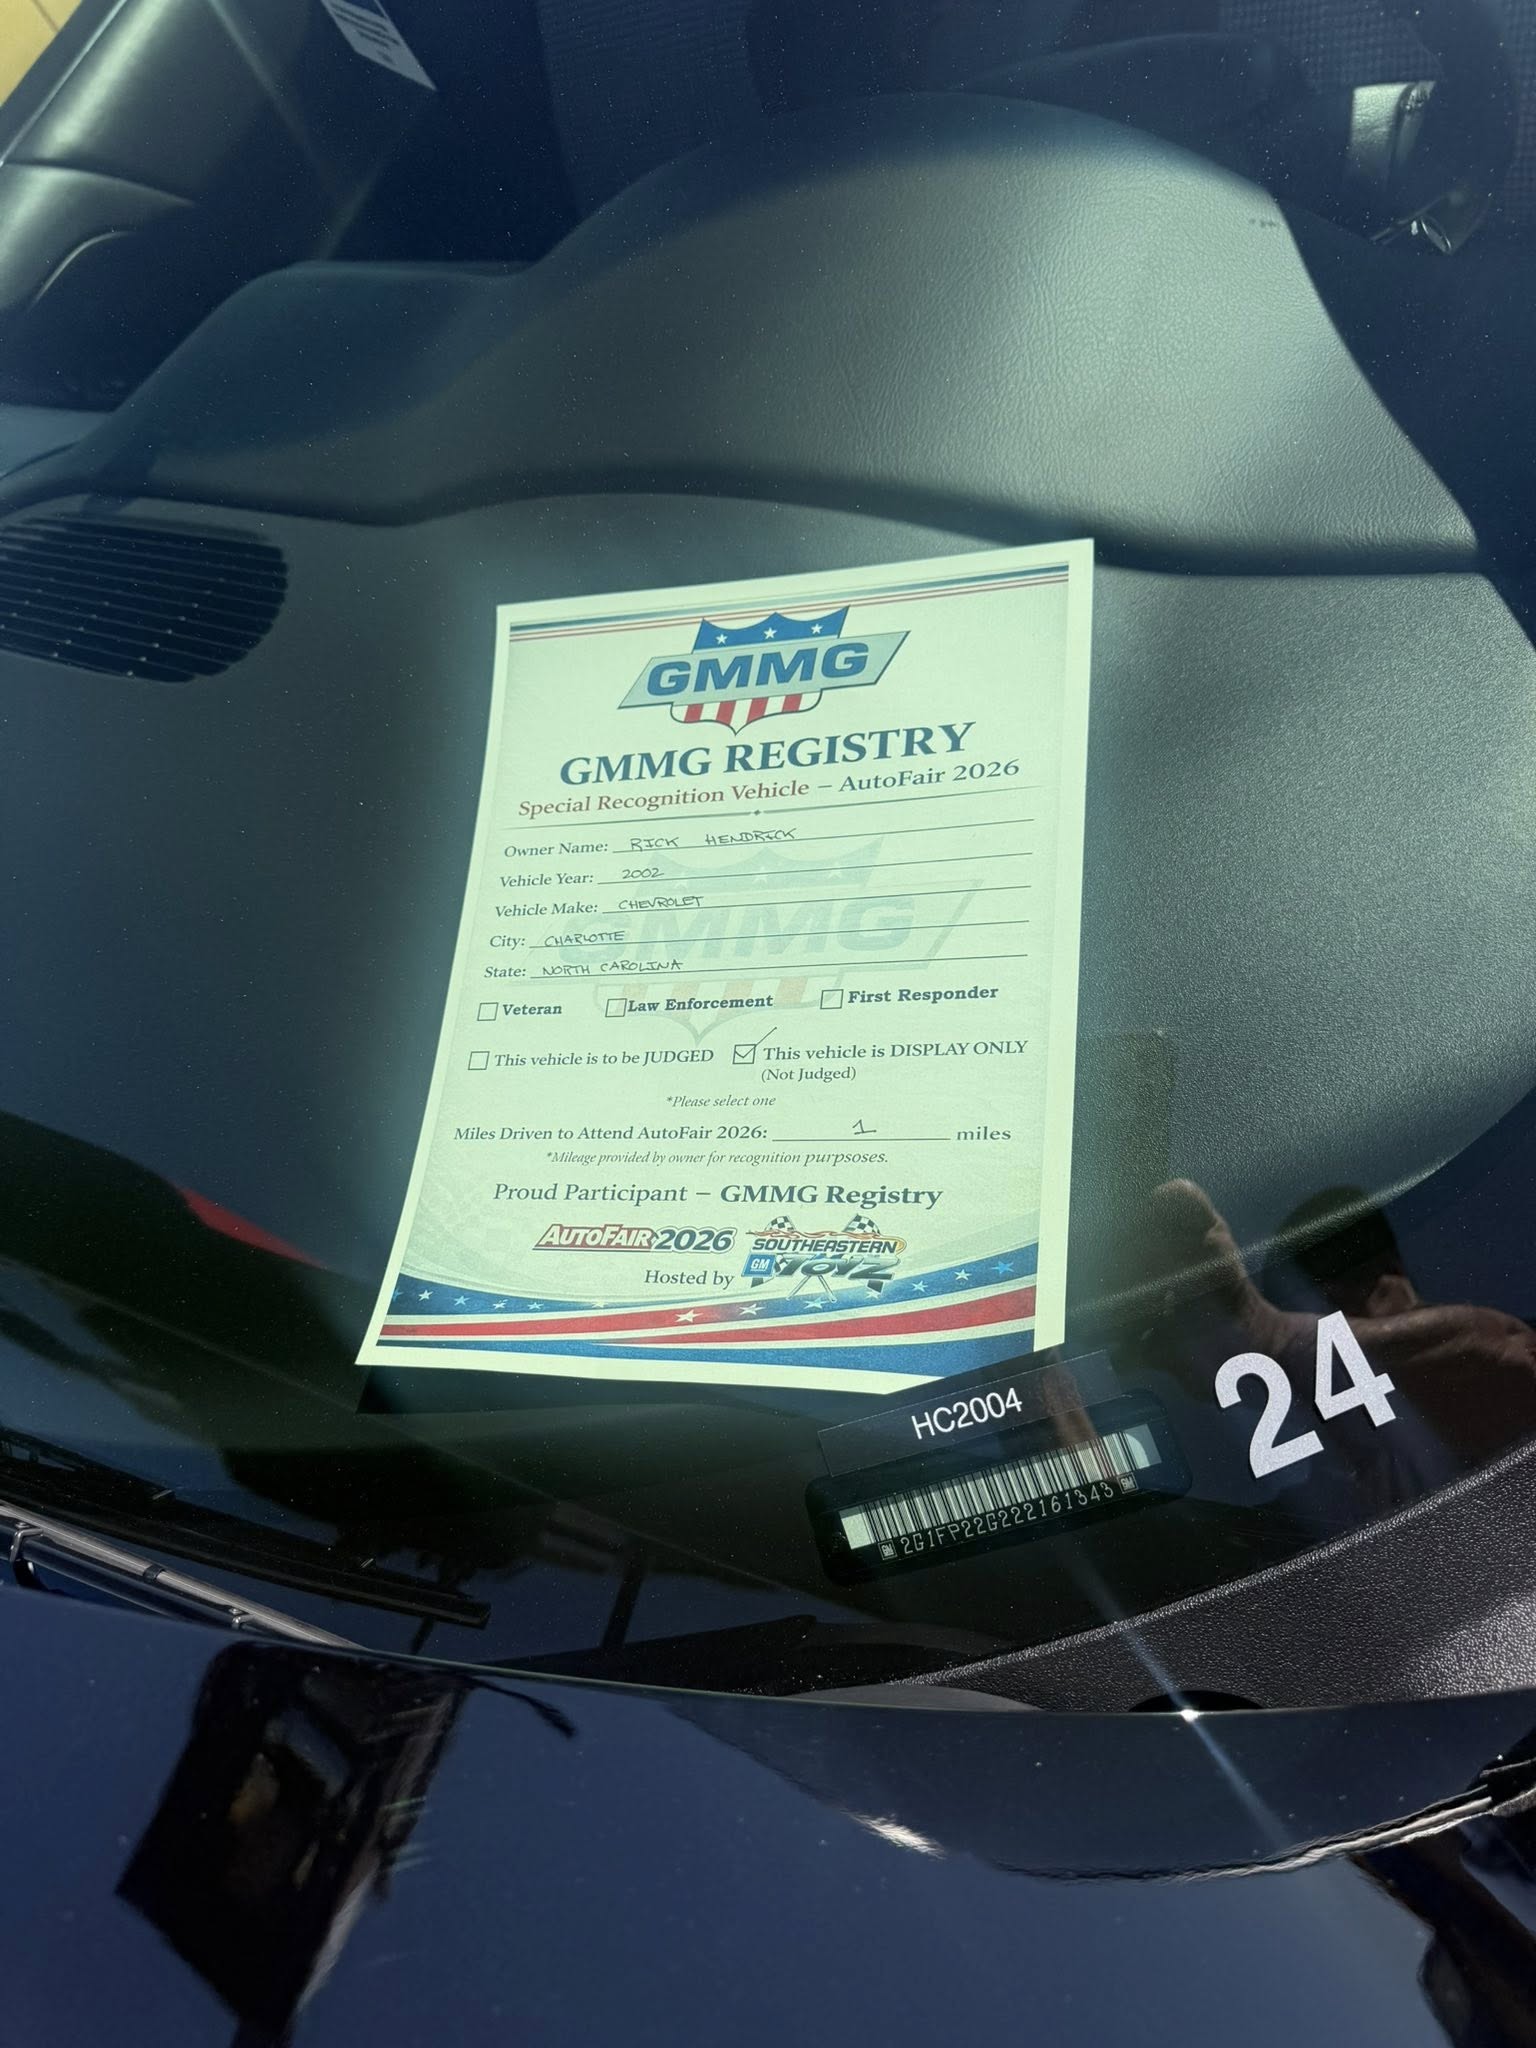 GMMG
GMMG REGISTRY
Special Recognition Vehicle – AutoFair 2026
Owner Name: RICK HENDRICK
Vehicle Year: 2002
Vehicle Make: CHEVROLET
City: CHARLOTTE
State: NORTH CAROLINA
Veteran Law Enforcement First Responder
This vehicle is to be JUDGED This vehicle is DISPLAY ONLY
(Not Judged)
*Please select one
Miles Driven to Attend AutoFair 2026: 1 miles
*Mileage provided by owner for recognition purpsoses.
Proud Participant – GMMG Registry
AUTOFAIR 2026 SOUTHEASTERN
Hosted by GM TOYZ
HC2004
24
GM 2G1FP22G222161343 GM